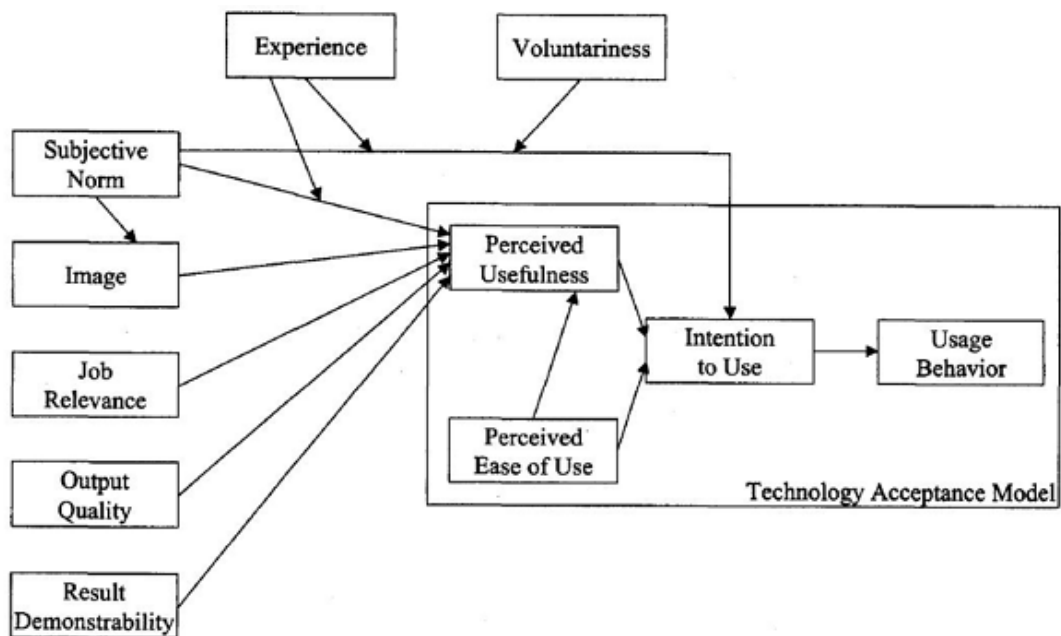 Experience
Voluntariness
Subjective
Norm
Image
Job
Relevance
Output
Quality
Result
Demonstrability
Perceived
Usefulness
Perceived
Ease of Use
Intention
to Use
Usage
Behavior
Technology Acceptance Model